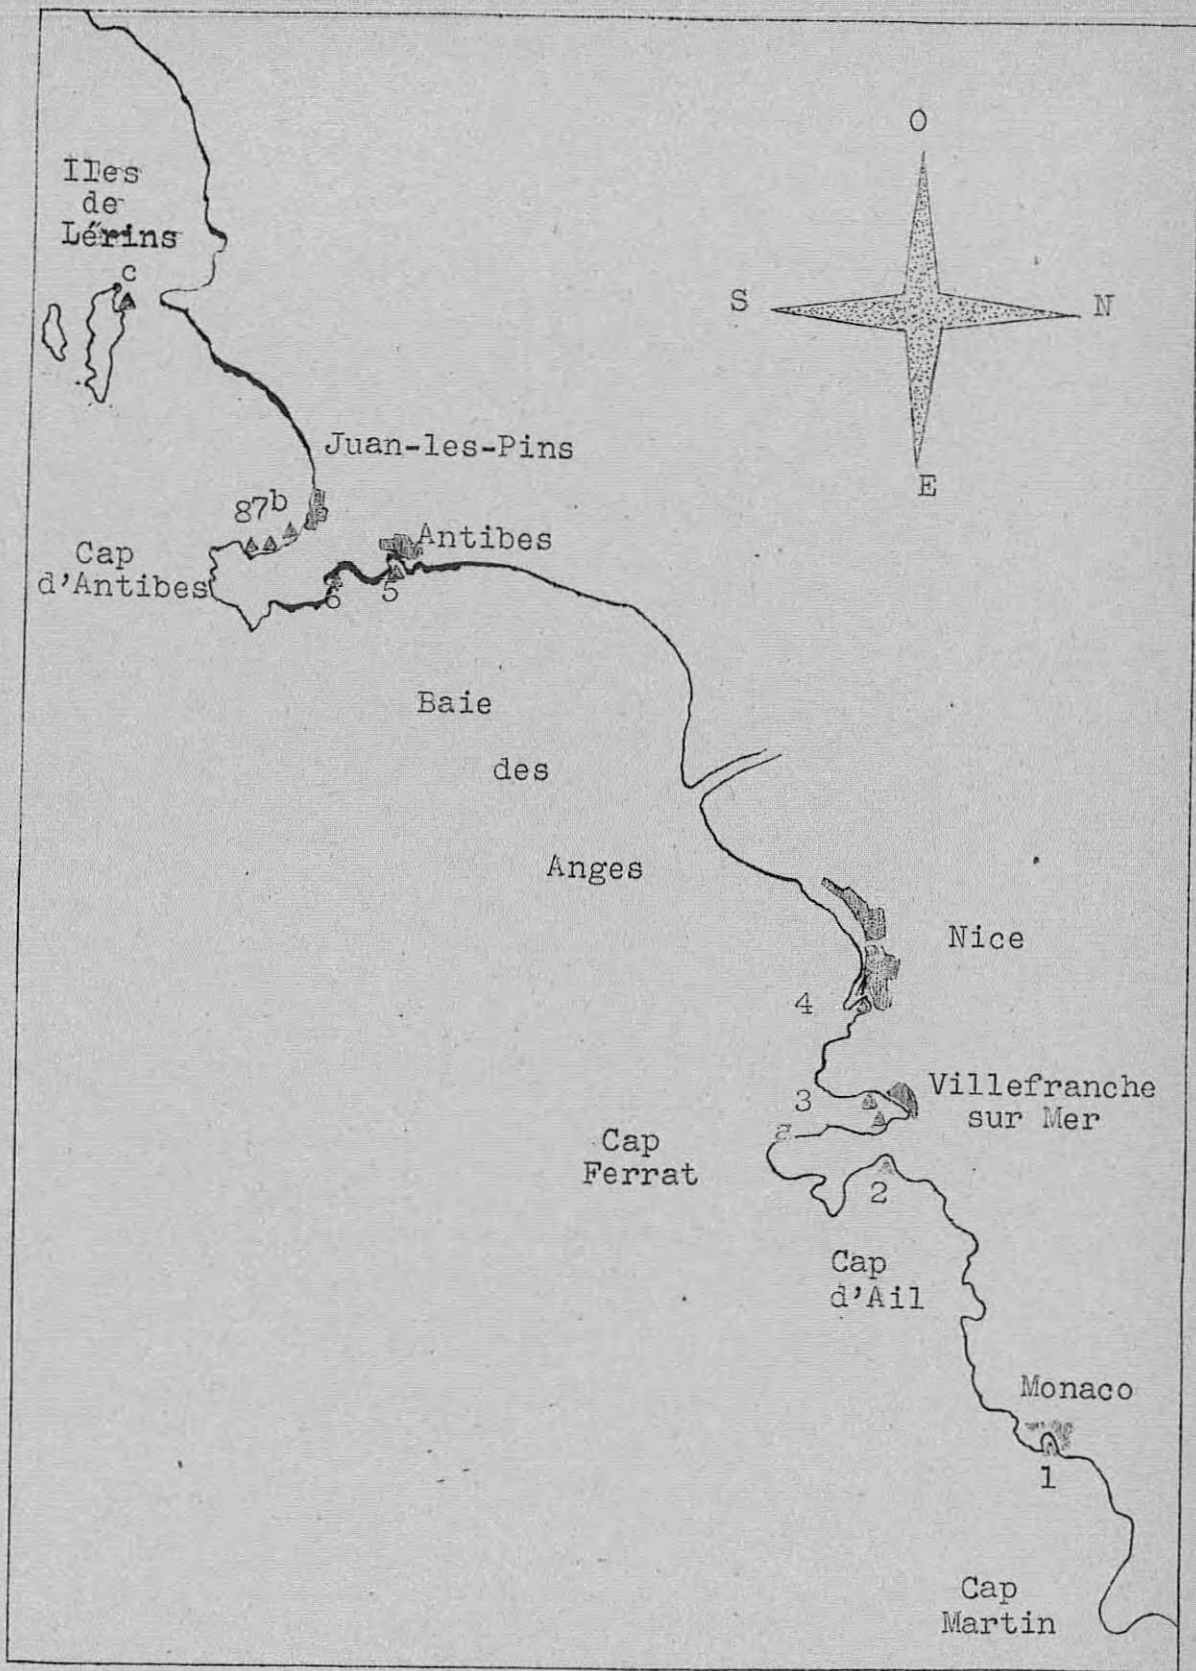 O
Iles
de
Lérins
c
S
N
E
Juan-les-Pins
87b
Antibes
Cap
d'Antibes
6
5
Baie
des
Anges
Nice
4
Villefranche
sur Mer
3
a
Cap
Ferrat
2
Cap
d'Ail
Monaco
1
Cap
Martin